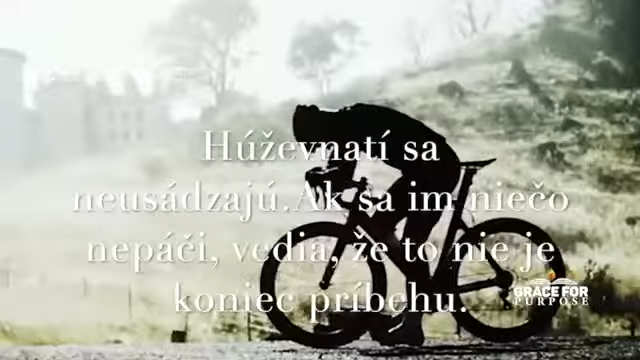 Húževnatí sa
neusádzajú.Ak sa im niečo
nepáči, vedia, že to nie je
koniec príbehu.
GRACE FOR
PURPOSE